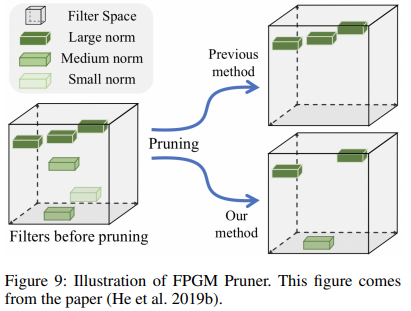 Filter Space
Large norm
Medium norm
Small norm
Previous
method
Pruning
Our
method
Filters before pruning
Figure 9: Illustration of FPGM Pruner. This figure comes
from the paper (He et al. 2019b).